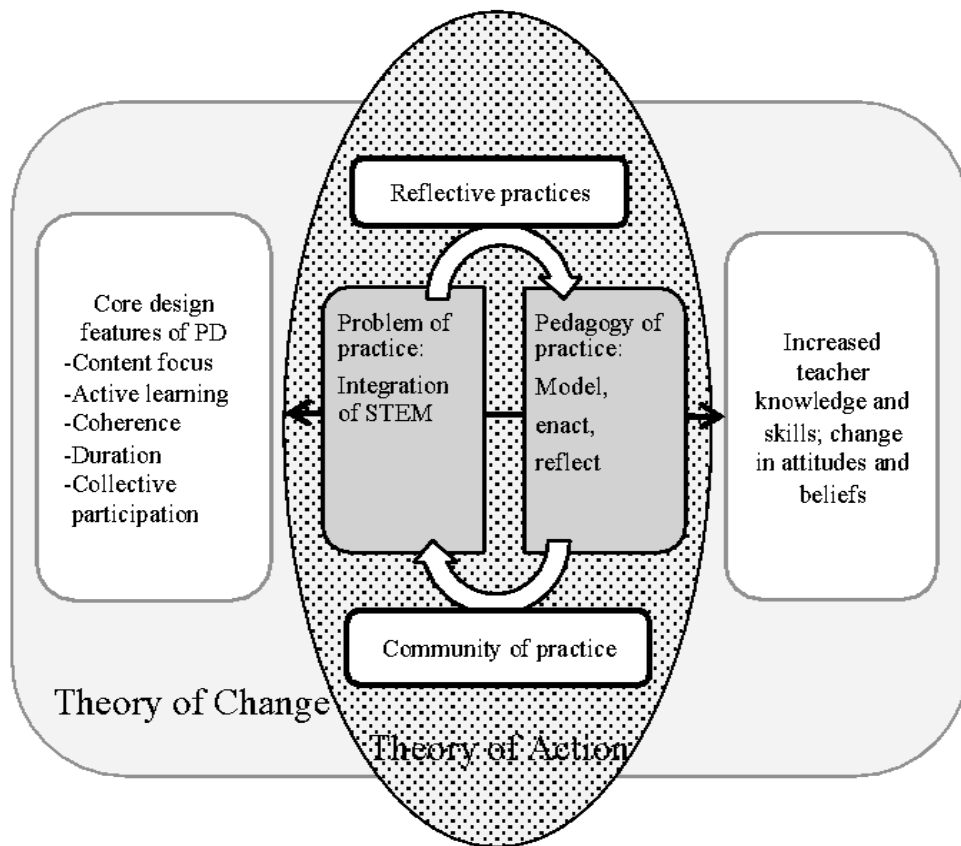 Reflective practices
Core design
features of PD
-Content focus
-Active learning
-Coherence
-Duration
-Collective
participation
Problem of
practice:
Integration
of STEM
Pedagogy of
practice:
Model,
enact,
reflect
Increased
teacher
knowledge and
skills; change
in attitudes and
beliefs
Community of practice
Theory of Change
Theory of Action